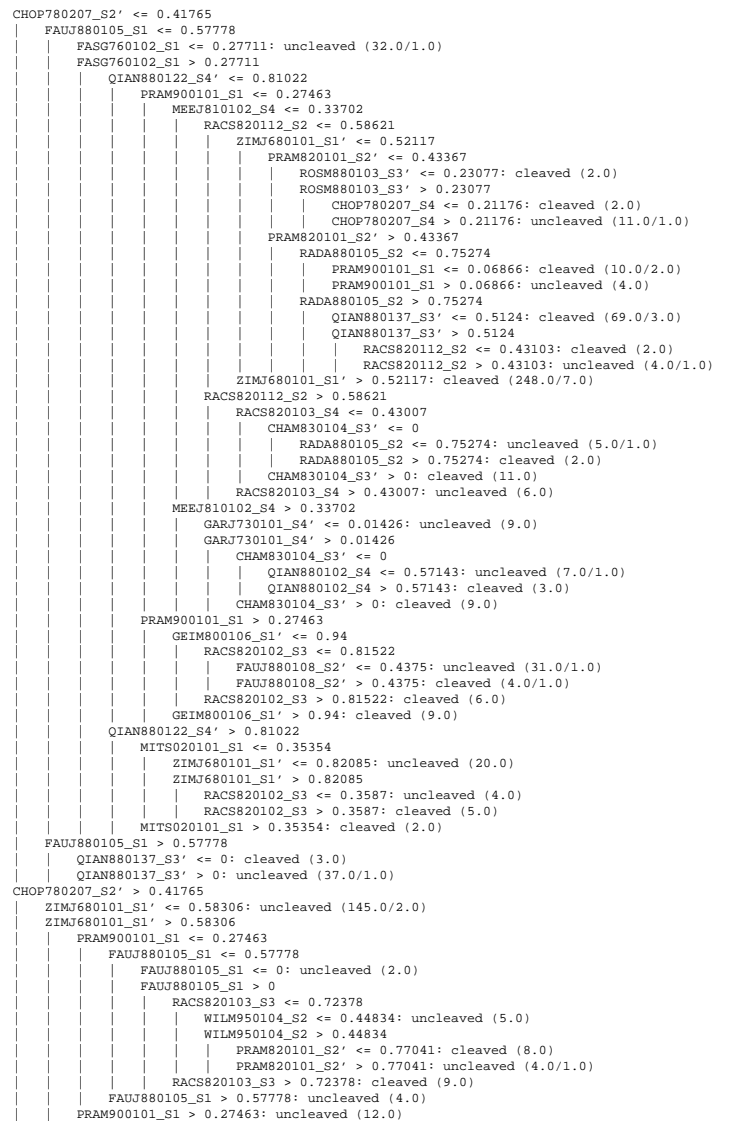 CHOP780207_S2' <= 0.41765
|   FAUJ880105_S1 <= 0.57778
|   |   FASG760102_S1 <= 0.27711: uncleaved (32.0/1.0)
|   |   FASG760102_S1 > 0.27711
|   |   |   QIAN880122_S4' <= 0.81022
|   |   |   |   PRAM900101_S1 <= 0.27463
|   |   |   |   |   MEEJ810102_S4 <= 0.33702
|   |   |   |   |   |   RACS820112_S2 <= 0.58621
|   |   |   |   |   |   |   ZIMJ680101_S1' <= 0.52117
|   |   |   |   |   |   |   |   PRAM820101_S2' <= 0.43367
|   |   |   |   |   |   |   |   |   ROSM880103_S3' <= 0.23077: cleaved (2.0)
|   |   |   |   |   |   |   |   |   ROSM880103_S3' > 0.23077
|   |   |   |   |   |   |   |   |   |   CHOP780207_S4 <= 0.21176: cleaved (2.0)
|   |   |   |   |   |   |   |   |   |   CHOP780207_S4 > 0.21176: uncleaved (11.0/1.0)
|   |   |   |   |   |   |   |   PRAM820101_S2' > 0.43367
|   |   |   |   |   |   |   |   |   RADA880105_S2 <= 0.75274
|   |   |   |   |   |   |   |   |   |   PRAM900101_S1 <= 0.06866: cleaved (10.0/2.0)
|   |   |   |   |   |   |   |   |   |   PRAM900101_S1 > 0.06866: uncleaved (4.0)
|   |   |   |   |   |   |   |   |   RADA880105_S2 > 0.75274
|   |   |   |   |   |   |   |   |   |   QIAN880137_S3' <= 0.5124: cleaved (69.0/3.0)
|   |   |   |   |   |   |   |   |   |   QIAN880137_S3' > 0.5124
|   |   |   |   |   |   |   |   |   |   |   RACS820112_S2 <= 0.43103: cleaved (2.0)
|   |   |   |   |   |   |   |   |   |   |   RACS820112_S2 > 0.43103: uncleaved (4.0/1.0)
|   |   |   |   |   |   |   ZIMJ680101_S1' > 0.52117: cleaved (248.0/7.0)
|   |   |   |   |   |   RACS820112_S2 > 0.58621
|   |   |   |   |   |   |   RACS820103_S4 <= 0.43007
|   |   |   |   |   |   |   |   CHAM830104_S3' <= 0
|   |   |   |   |   |   |   |   |   RADA880105_S2 <= 0.75274: uncleaved (5.0/1.0)
|   |   |   |   |   |   |   |   |   RADA880105_S2 > 0.75274: cleaved (2.0)
|   |   |   |   |   |   |   |   CHAM830104_S3' > 0: cleaved (11.0)
|   |   |   |   |   |   |   RACS820103_S4 > 0.43007: uncleaved (6.0)
|   |   |   |   |   MEEJ810102_S4 > 0.33702
|   |   |   |   |   |   GARJ730101_S4' <= 0.01426: uncleaved (9.0)
|   |   |   |   |   |   GARJ730101_S4' > 0.01426
|   |   |   |   |   |   |   CHAM830104_S3' <= 0
|   |   |   |   |   |   |   |   QIAN880102_S4 <= 0.57143: uncleaved (7.0/1.0)
|   |   |   |   |   |   |   |   QIAN880102_S4 > 0.57143: cleaved (3.0)
|   |   |   |   |   |   |   CHAM830104_S3' > 0: cleaved (9.0)
|   |   |   |   PRAM900101_S1 > 0.27463
|   |   |   |   |   GEIM800106_S1' <= 0.94
|   |   |   |   |   |   RACS820102_S3 <= 0.81522
|   |   |   |   |   |   |   FAUJ880108_S2' <= 0.4375: uncleaved (31.0/1.0)
|   |   |   |   |   |   |   FAUJ880108_S2' > 0.4375: cleaved (4.0/1.0)
|   |   |   |   |   |   RACS820102_S3 > 0.81522: cleaved (6.0)
|   |   |   |   |   GEIM800106_S1' > 0.94: cleaved (9.0)
|   |   |   QIAN880122_S4' > 0.81022
|   |   |   |   MITS020101_S1 <= 0.35354
|   |   |   |   |   ZIMJ680101_S1' <= 0.82085: uncleaved (20.0)
|   |   |   |   |   ZIMJ680101_S1' > 0.82085
|   |   |   |   |   |   RACS820102_S3 <= 0.3587: uncleaved (4.0)
|   |   |   |   |   |   RACS820102_S3 > 0.3587: cleaved (5.0)
|   |   |   |   MITS020101_S1 > 0.35354: cleaved (2.0)
|   FAUJ880105_S1 > 0.57778
|   |   QIAN880137_S3' <= 0: cleaved (3.0)
|   |   QIAN880137_S3' > 0: uncleaved (37.0/1.0)
CHOP780207_S2' > 0.41765
|   ZIMJ680101_S1' <= 0.58306: uncleaved (145.0/2.0)
|   ZIMJ680101_S1' > 0.58306
|   |   PRAM900101_S1 <= 0.27463
|   |   |   FAUJ880105_S1 <= 0.57778
|   |   |   |   FAUJ880105_S1 <= 0: uncleaved (2.0)
|   |   |   |   FAUJ880105_S1 > 0
|   |   |   |   |   RACS820103_S3 <= 0.72378
|   |   |   |   |   |   WILM950104_S2 <= 0.44834: uncleaved (5.0)
|   |   |   |   |   |   WILM950104_S2 > 0.44834
|   |   |   |   |   |   |   PRAM820101_S2' <= 0.77041: cleaved (8.0)
|   |   |   |   |   |   |   PRAM820101_S2' > 0.77041: uncleaved (4.0/1.0)
|   |   |   |   |   RACS820103_S3 > 0.72378: cleaved (9.0)
|   |   |   FAUJ880105_S1 > 0.57778: uncleaved (4.0)
|   |   PRAM900101_S1 > 0.27463: uncleaved (12.0)